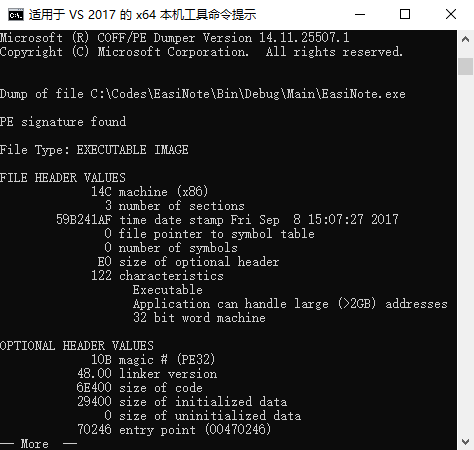 适用于 VS 2017 的 x64 本机工具命令提示
Microsoft (R) COFF/PE Dumper Version 14.11.25507.1
Copyright (C) Microsoft Corporation.  All rights reserved.
Dump of file C:\Codes\EasiNote\Bin\Debug\Main\EasiNote.exe
PE signature found
File Type: EXECUTABLE IMAGE
FILE HEADER VALUES
14C machine (x86)
3 number of sections
59B241AF time date stamp Fri Sep  8 15:07:27 2017
0 file pointer to symbol table
0 number of symbols
E0 size of optional header
122 characteristics
Executable
Application can handle large (>2GB) addresses
32 bit word machine
OPTIONAL HEADER VALUES
10B magic # (PE32)
48.00 linker version
6E400 size of code
29400 size of initialized data
0 size of uninitialized data
70246 entry point (00470246)
-- More --